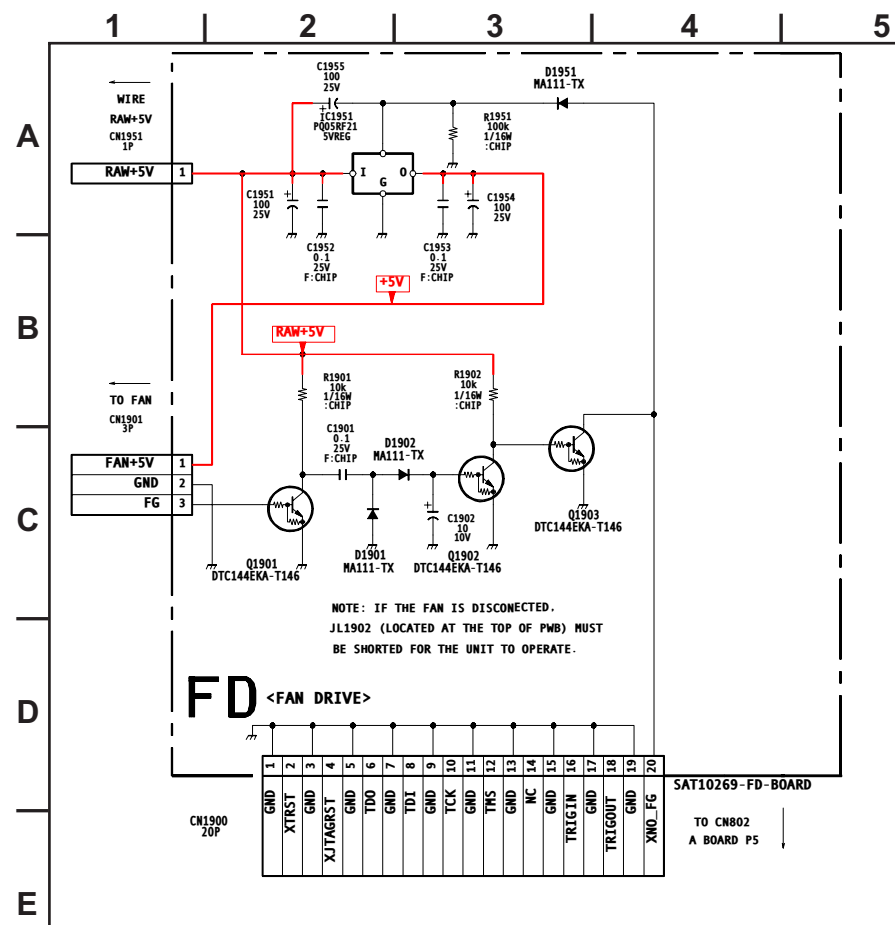 1 2 3 4 5
A
B
C
D
E
WIRE
RAW+5V
CN1951
1P
RAW+5V 1
C1955
100
25V
IC1951
PQ05RF21
5VREG
I
G
O
D1951
MA111-TX
R1951
100k
1/16W
:CHIP
C1951
100
25V
+
C1952
0.1
25V
F:CHIP
C1953
0.1
25V
F:CHIP
+
C1954
100
25V
+5V
RAW+5V
TO FAN
CN1901
3P
FAN+5V 1
GND 2
FG 3
R1901
10k
1/16W
:CHIP
R1902
10k
1/16W
:CHIP
C1901
0.1
25V
F:CHIP
D1902
MA111-TX
+
C1902
10
10V
Q1901
DTC144EKA-T146
D1901
MA111-TX
Q1902
DTC144EKA-T146
Q1903
DTC144EKA-T146
NOTE: IF THE FAN IS DISCONECTED.
JL1902 (LOCATED AT THE TOP OF PWB) MUST
BE SHORTED FOR THE UNIT TO OPERATE.
FD <FAN DRIVE>
CN1900
20P
1 GND
2 XTRST
3 GND
4 XJTAGRST
5 GND
6 TDO
7 GND
8 TDI
9 GND
10 TCK
11 GND
12 TMS
13 GND
14 NC
15 GND
16 TRIGIN
17 GND
18 TRIGOUT
19 GND
20 XNO_FG
SAT10269-FD-BOARD
TO CN802
A BOARD P5